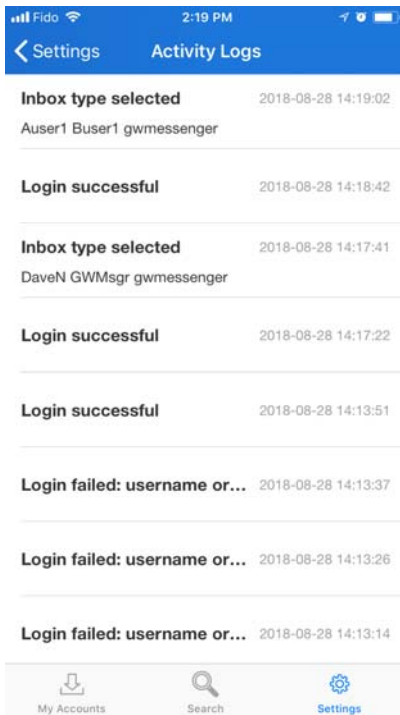 Fido 2:19 PM
Settings Activity Logs
Inbox type selected 2018-08-28 14:19:02
Auser1 Buser1 gwmessenger
Login successful 2018-08-28 14:18:42
Inbox type selected 2018-08-28 14:17:41
DaveN GWMsgr gwmessenger
Login successful 2018-08-28 14:17:22
Login successful 2018-08-28 14:13:51
Login failed: username or... 2018-08-28 14:13:37
Login failed: username or... 2018-08-28 14:13:26
Login failed: username or... 2018-08-28 14:13:14
My Accounts Search Settings